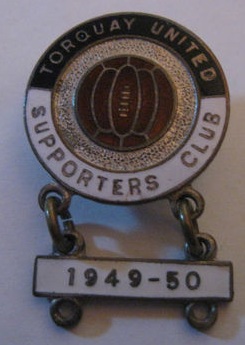 TORQUAY UNITED
SUPPORTERS CLUB
1949-50